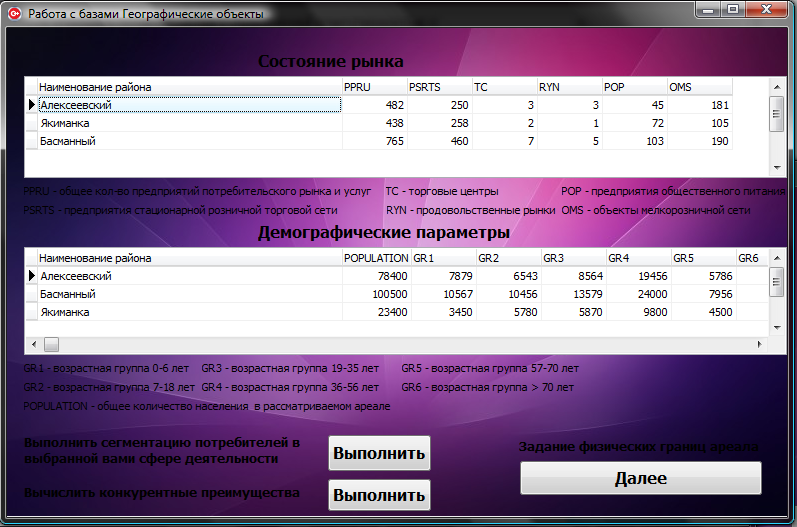 Работа с базами Географические объекты
Состояние рынка
Наименование района PPRU PSRTS TC RYN POP OMS
Алексеевский 482 250 3 3 45 181
Якиманка 438 258 2 1 72 105
Басманный 765 460 7 5 103 190
PPRU - общее кол-во предприятий потребительского рынка и услуг TC - торговые центры POP - предприятия общественного питания
PSRTS - предприятия стационарной розничной торговой сети RYN - продовольственные рынки OMS - объекты мелкорозничной сети
Демографические параметры
Наименование района POPULATION GR1 GR2 GR3 GR4 GR5 GR6
Алексеевский 78400 7879 6543 8564 19456 5786
Басманный 100500 10567 10456 13579 24000 7956
Якиманка 23400 3450 5780 5870 9800 4500
GR1 - возрастная группа 0-6 лет GR3 - возрастная группа 19-35 лет GR5 - возрастная группа 57-70 лет
GR2 - возрастная группа 7-18 лет GR4 - возрастная группа 36-56 лет GR6 - возрастная группа > 70 лет
POPULATION - общее количество населения в рассматриваемом ареале
Выполнить сегментацию потребителей в
выбранной вами сфере деятельности
Выполнить
Вычислить конкурентные преимущества
Выполнить
Задание физических границ ареала
Далее